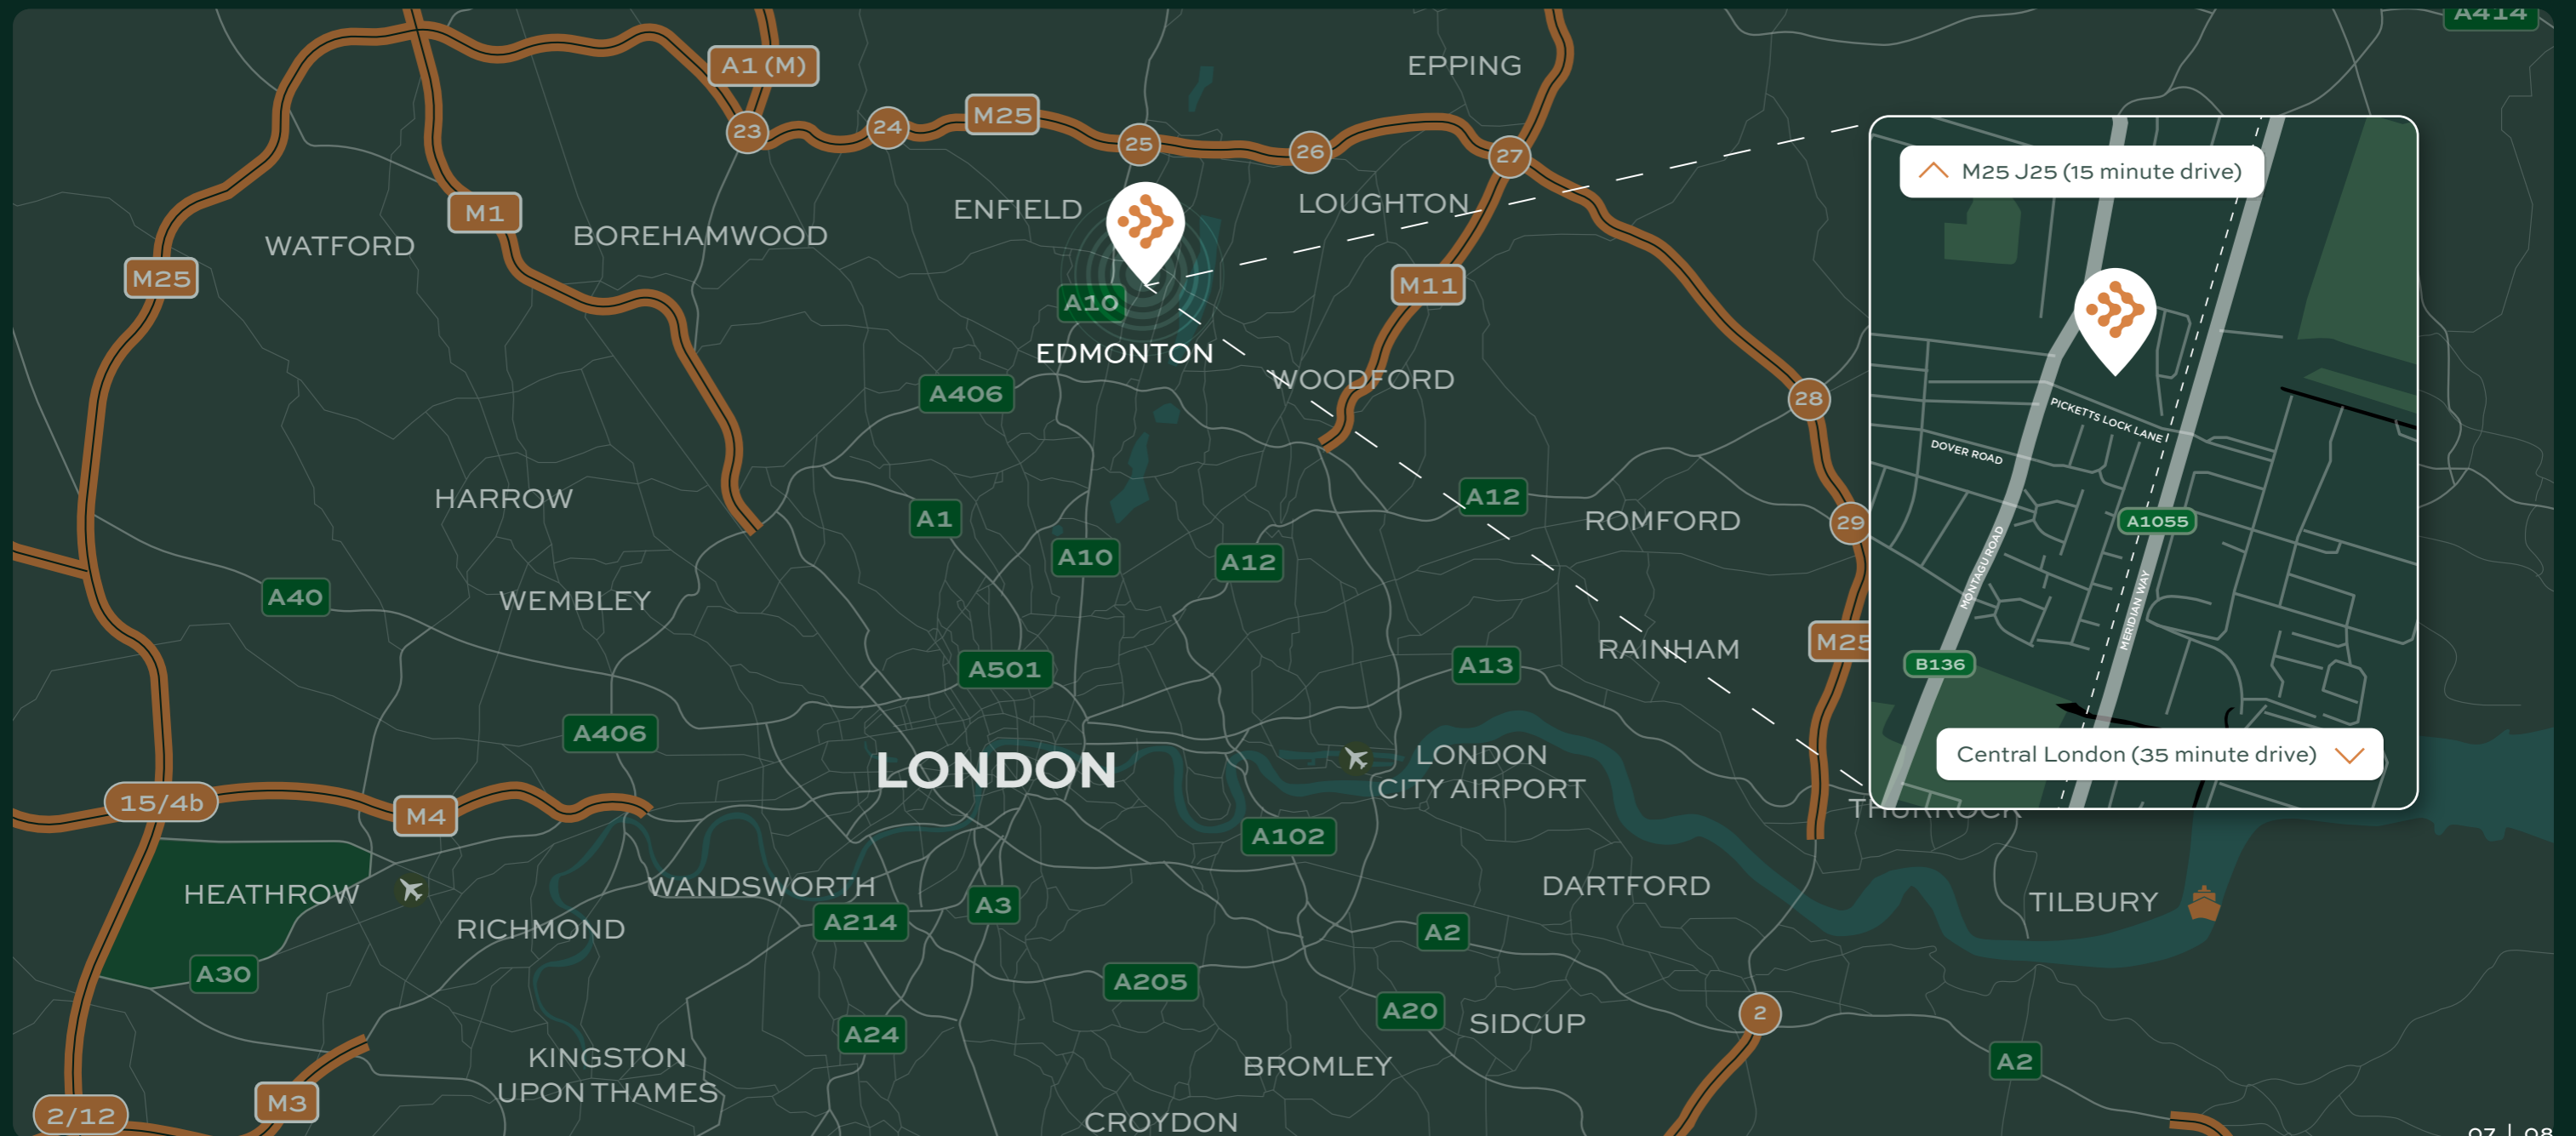 A414
A1 (M)
EPPING
M25
23
24
25
26
27
M25 J25 (15 minute drive)
ENFIELD
LOUGHTON
M1
BOREHAMWOOD
WATFORD
M25
M11
A10
EDMONTON
WOODFORD
A406
28
PICKETTS LOCK LANE
DOVER ROAD
HARROW
A12
A1
ROMFORD
29
A1055
A10
A12
MONTAGU ROAD
MERIDIAN WAY
A40
WEMBLEY
RAINHAM
M25
A501
A13
B136
A406
LONDON
LONDON
CITY AIRPORT
Central London (35 minute drive)
15/4b
M4
THURROCK
A102
HEATHROW
WANDSWORTH
DARTFORD
TILBURY
A3
RICHMOND
A214
A2
A30
A205
A20
SIDCUP
2
A24
KINGSTON
UPON THAMES
BROMLEY
A2
M3
2/12
CROYDON
07 | 08